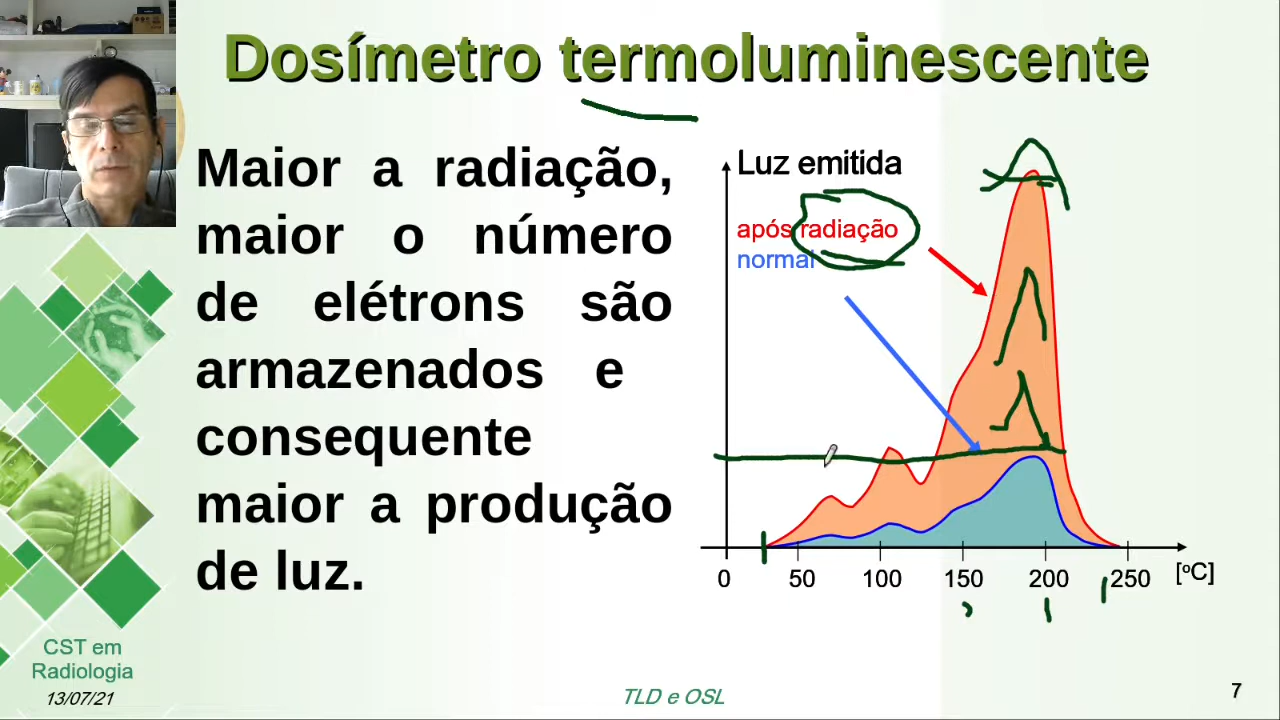 Dosímetro termoluminescente
Maior a radiação,
maior o número
de elétrons são
armazenados e
consequente
maior a produção
de luz.
Luz emitida
após radiação
normal
0 50 100 150 200 250 [ºC]
CST em
Radiologia
13/07/21
TLD e OSL
7